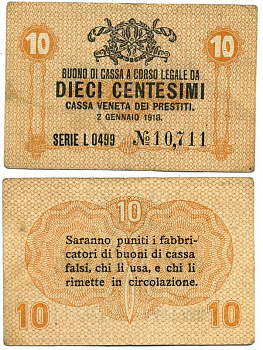 10 10
BUONO DI CASSA A CORSO LEGALE DA
DIECI CENTESIMI
CASSA VENETA DEI PRESTITI.
2 GENNAIO 1918.
SERIE L 0499 No 10,711
10
Saranno puniti i fabbri-
catori di buoni di cassa
falsi, chi li usa, e chi li
rimette in circolazione.
10 10